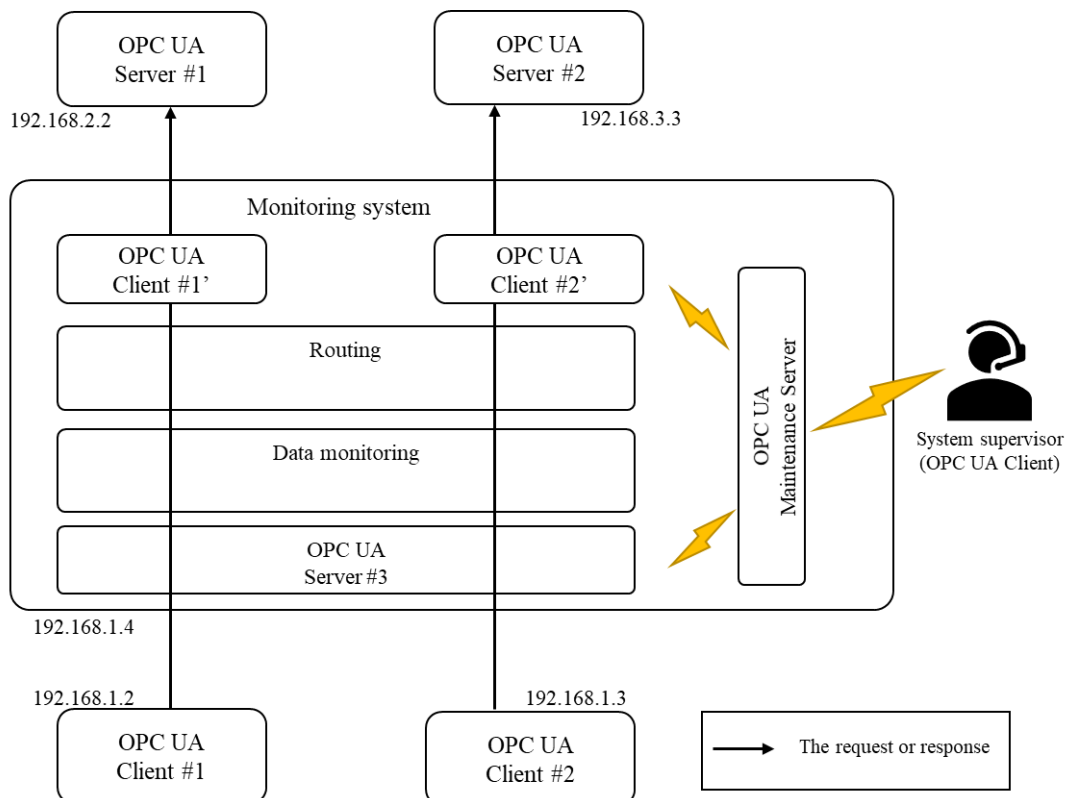 OPC UA
Server #1
OPC UA
Server #2
192.168.2.2
192.168.3.3
Monitoring system
OPC UA
Client #1’
OPC UA
Client #2’
Routing
Data monitoring
OPC UA
Server #3
OPC UA
Maintenance Server
System supervisor
(OPC UA Client)
192.168.1.4
192.168.1.2
192.168.1.3
OPC UA
Client #1
OPC UA
Client #2
The request or response